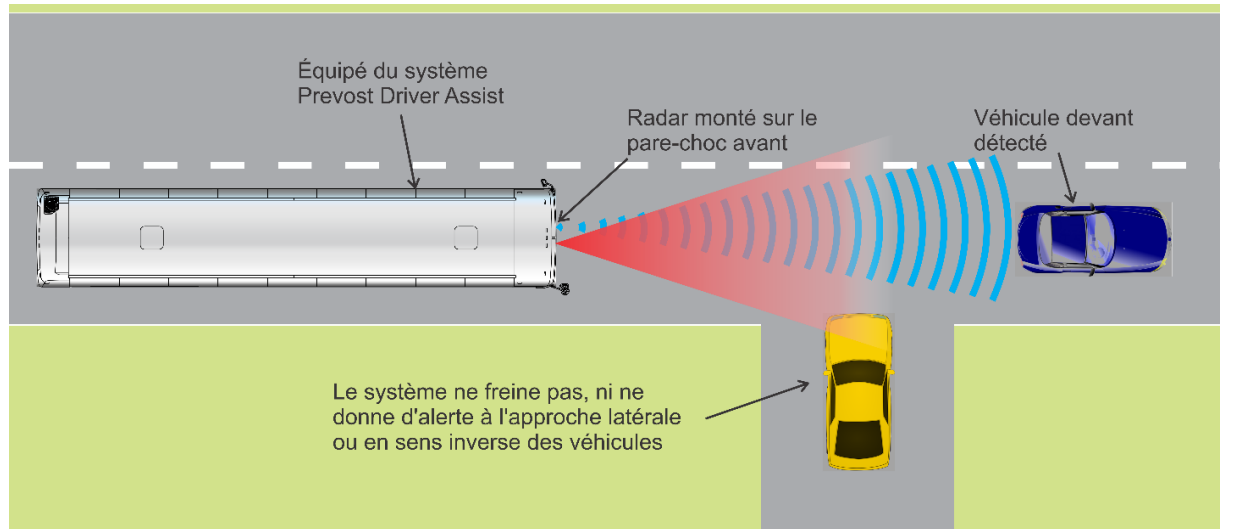 Équipé du système
Prevost Driver Assist
Radar monté sur le
pare-choc avant
Véhicule devant
détecté
Le système ne freine pas, ni ne
donne d'alerte à l'approche latérale
ou en sens inverse des véhicules